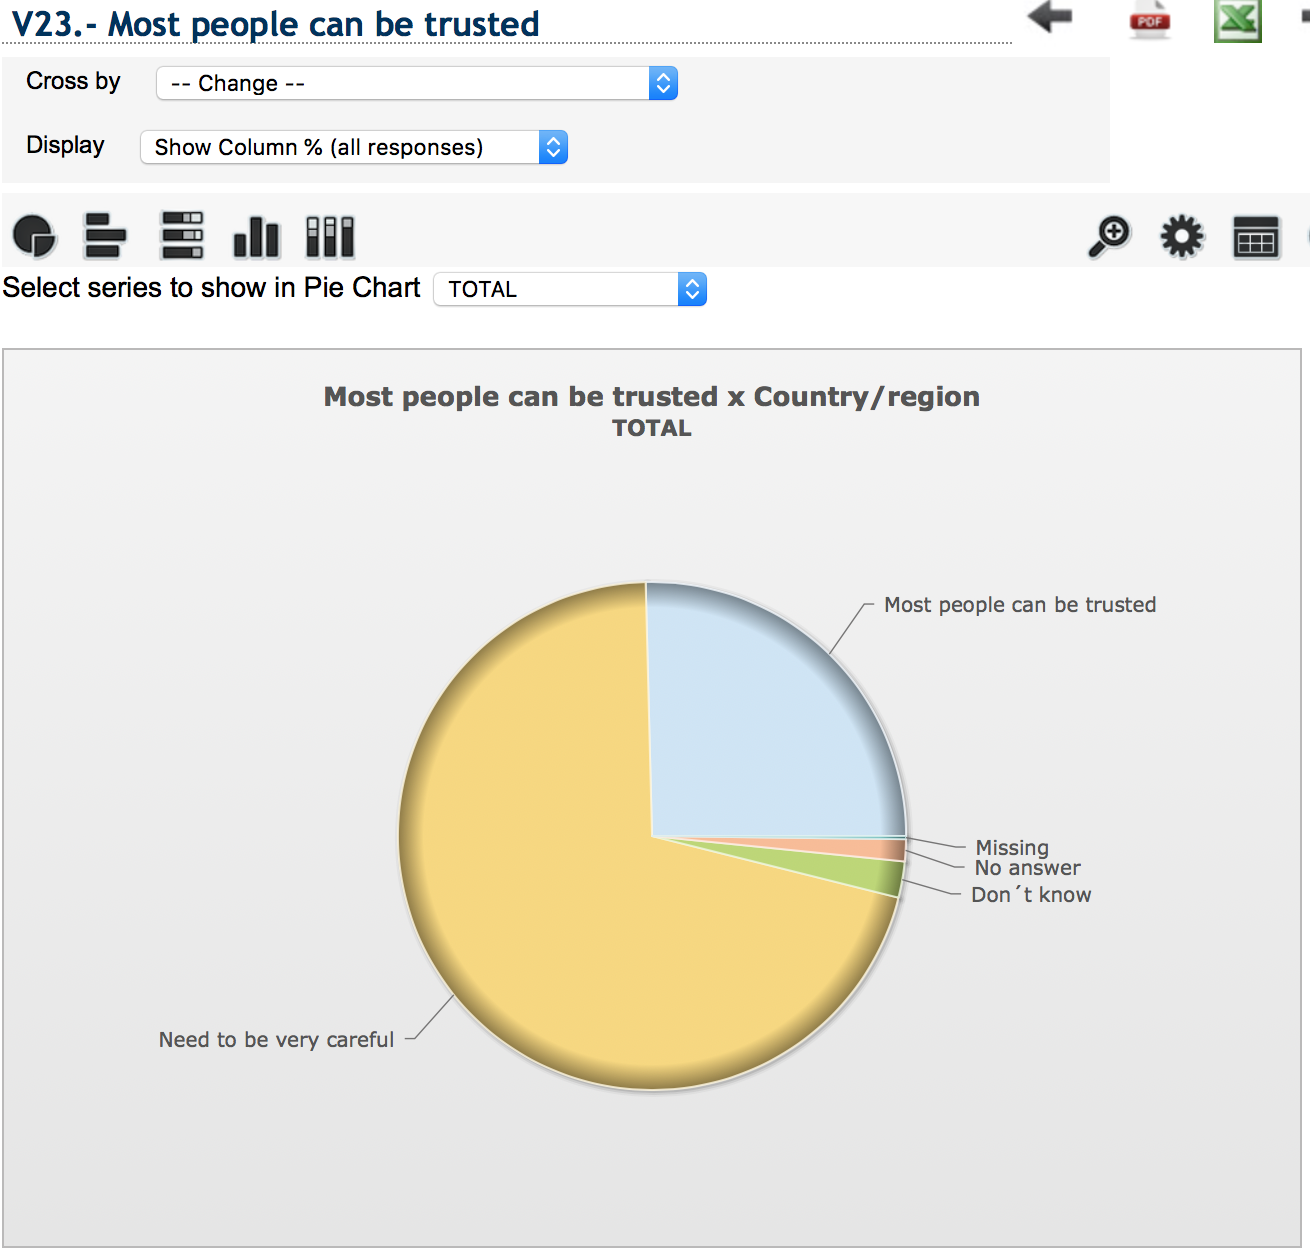 V23.- Most people can be trusted
PDF
Cross by -- Change --
Display Show Column % (all responses)
Select series to show in Pie Chart TOTAL
Most people can be trusted x Country/region
TOTAL
Most people can be trusted
Missing
No answer
Don´t know
Need to be very careful